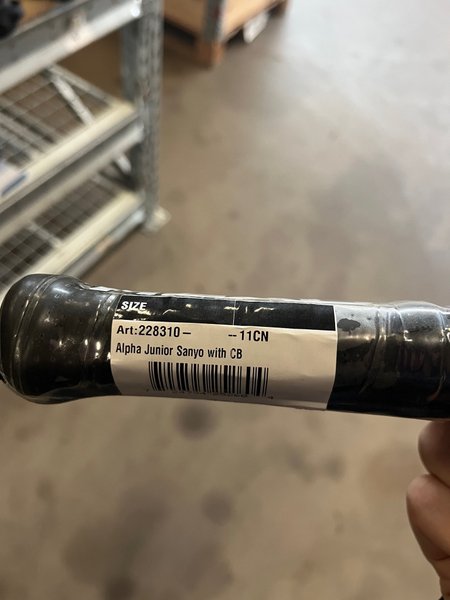 SIZE
Art:228310- --11CN
Alpha Junior Sanyo with CB